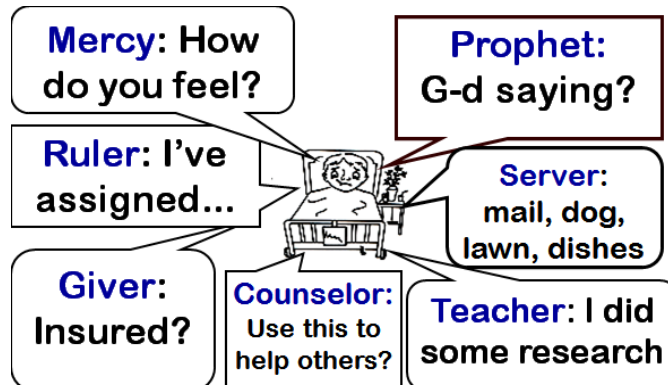 Mercy: How
do you feel?
Prophet:
G-d saying?
Ruler: I've
assigned...
Server:
mail, dog,
lawn, dishes
Giver:
Insured?
Counselor:
Use this to
help others?
Teacher: I did
some research